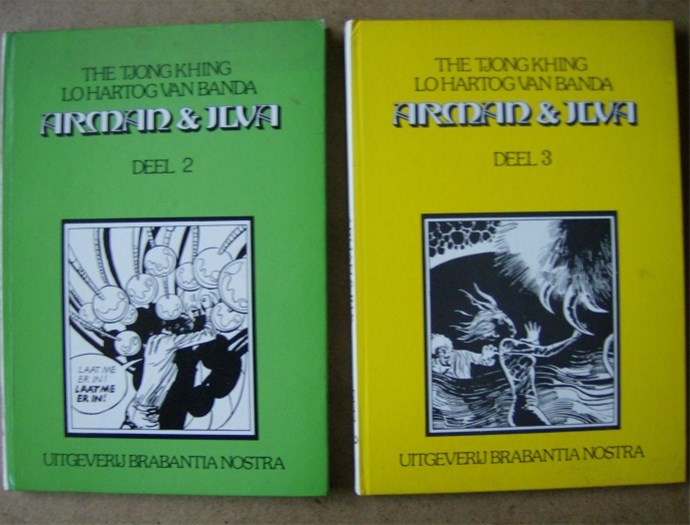 THE TJONG KHING
LO HARTOG VAN BANDA
ARMAN & ILVA
DEEL 2
LAAT ME
ER IN!
LAAT ME
ER IN!
UITGEVERIJ BRABANTIA NOSTRA
THE TJONG KHING
LO HARTOG VAN BANDA
ARMAN & ILVA
DEEL 3
UITGEVERIJ BRABANTIA NOSTRA